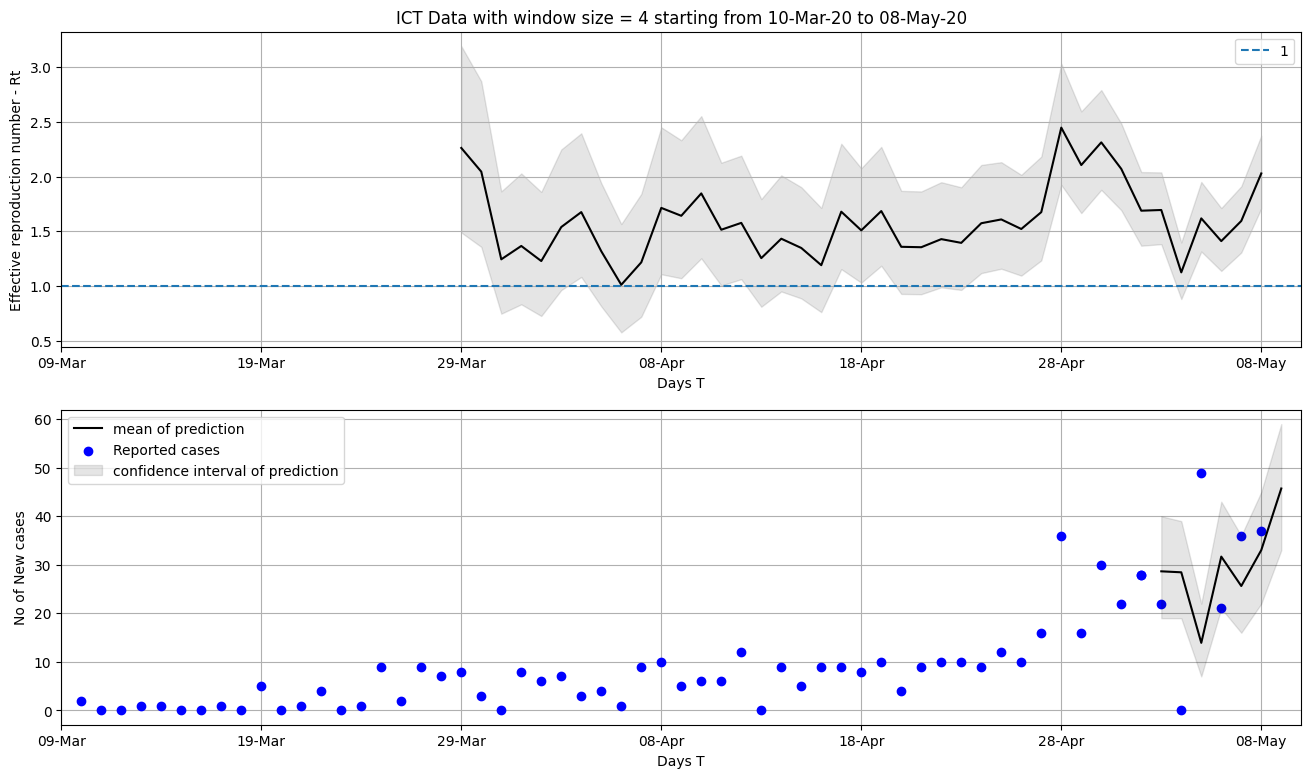 ICT Data with window size = 4 starting from 10-Mar-20 to 08-May-20
1
Effective reproduction number - Rt
3.0
2.5
2.0
1.5
1.0
0.5
09-Mar 19-Mar 29-Mar 08-Apr 18-Apr 28-Apr 08-May
Days T
mean of prediction
Reported cases
confidence interval of prediction
No of New cases
60
50
40
30
20
10
0
09-Mar 19-Mar 29-Mar 08-Apr 18-Apr 28-Apr 08-May
Days T